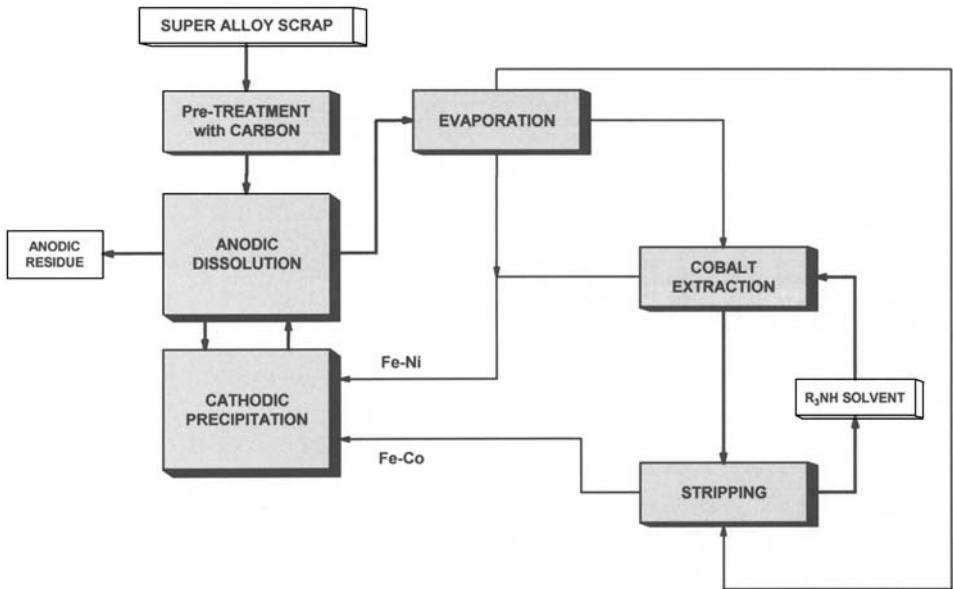 SUPER ALLOY SCRAP
Pre-TREATMENT
with CARBON
EVAPORATION
ANODIC
RESIDUE
ANODIC
DISSOLUTION
COBALT
EXTRACTION
Fe-Ni
CATHODIC
PRECIPITATION
R₃NH SOLVENT
Fe-Co
STRIPPING